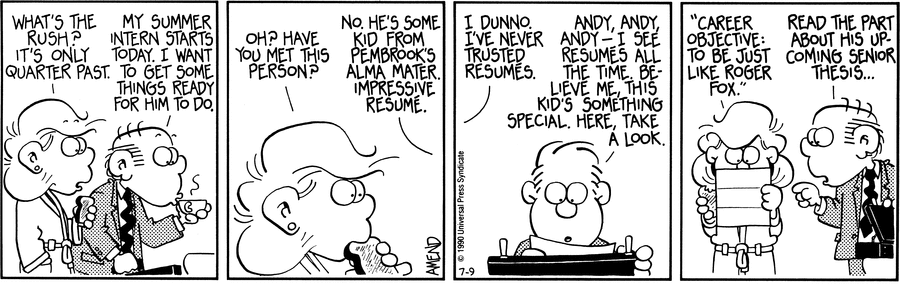 WHAT'S THE
RUSH?
IT'S ONLY
QUARTER PAST.
MY SUMMER
INTERN STARTS
TODAY. I WANT
TO GET SOME
THINGS READY
FOR HIM TO DO.
OH? HAVE
YOU MET THIS
PERSON?
NO. HE'S SOME
KID FROM
PEMBROOK'S
ALMA MATER.
IMPRESSIVE
RESUMÉ.
AMEND
I DUNNO.
I'VE NEVER
TRUSTED
RESUMÉS.
ANDY, ANDY,
ANDY – I SEE
RESUMÉS ALL
THE TIME. BE-
LIEVE ME, THIS
KID'S SOMETHING
SPECIAL. HERE, TAKE
A LOOK.
© 1990 Universal Press Syndicate
7-9
"CAREER
OBJECTIVE:
TO BE JUST
LIKE ROGER
FOX."
READ THE PART
ABOUT HIS UP-
COMING SENIOR
THESIS...